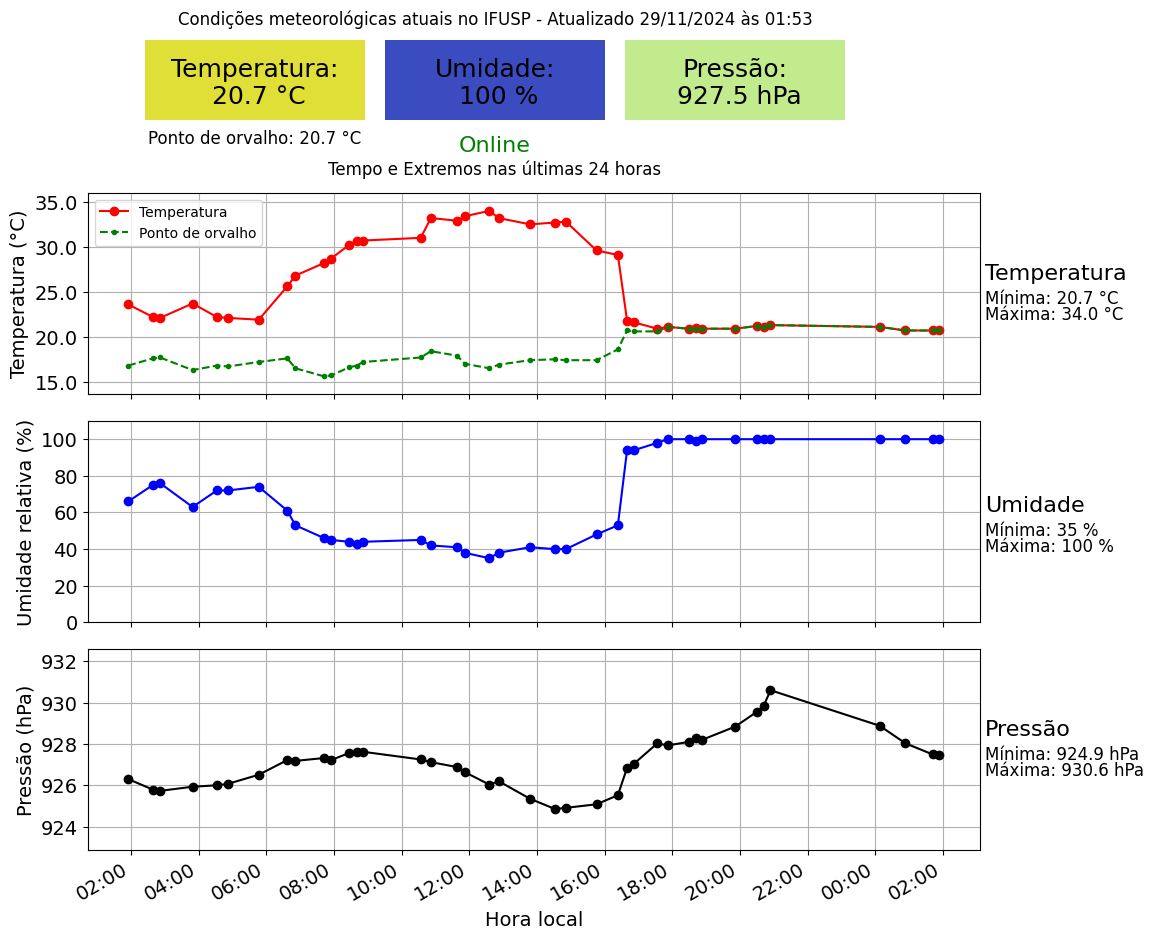 Condições meteorológicas atuais no IFUSP - Atualizado 29/11/2024 às 01:53
Temperatura:
20.7 °C
Umidade:
100 %
Pressão:
927.5 hPa
Ponto de orvalho: 20.7 °C
Online
Tempo e Extremos nas últimas 24 horas
Temperatura (°C)
35.0
30.0
25.0
20.0
15.0
Temperatura
Ponto de orvalho
Temperatura
Mínima: 20.7 °C
Máxima: 34.0 °C
Umidade relativa (%)
100
80
60
40
20
0
Umidade
Mínima: 35 %
Máxima: 100 %
Pressão (hPa)
932
930
928
926
924
Pressão
Mínima: 924.9 hPa
Máxima: 930.6 hPa
02:00 04:00 06:00 08:00 10:00 12:00 14:00 16:00 18:00 20:00 22:00 00:00 02:00
Hora local